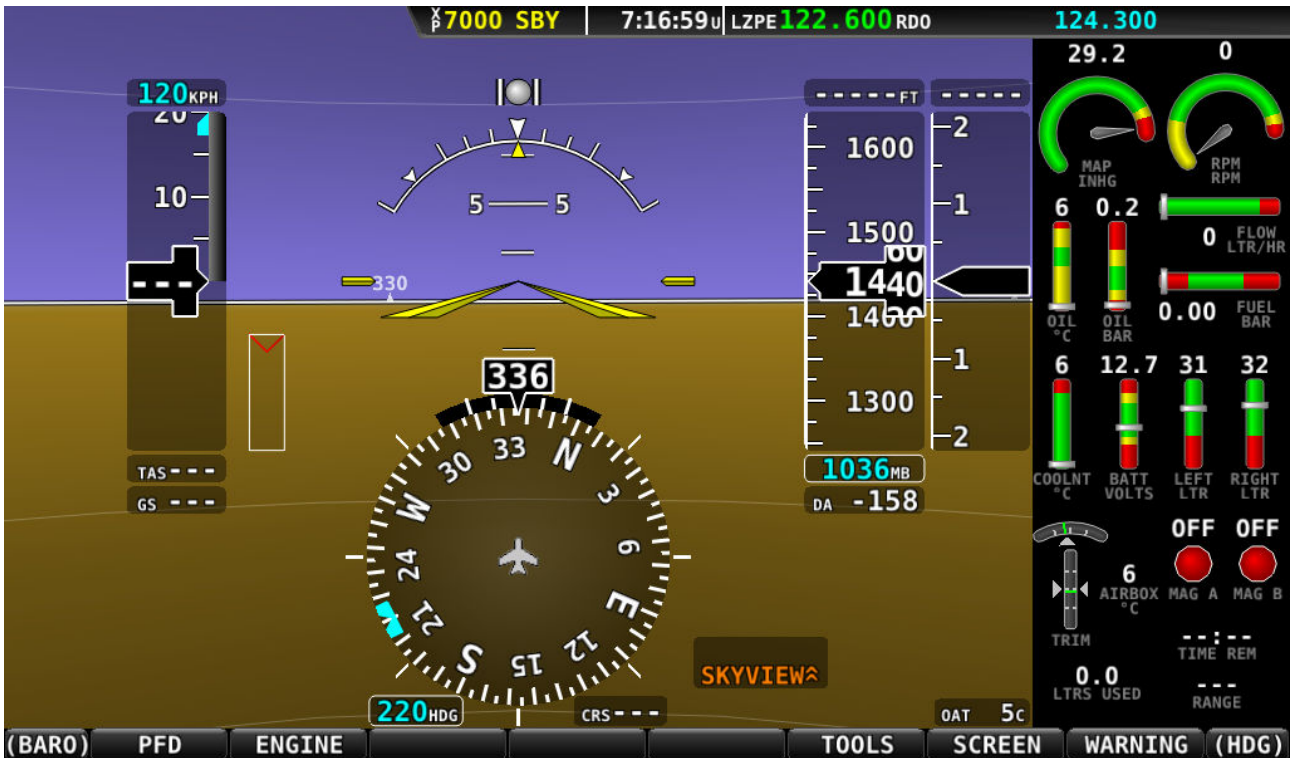 XP 7000 SBY 7:16:59U LZPE 122.600 RDO 124.300
120KPH
20
10
---
TAS---
GS ---
5 5
330
336
33 N 3 6 E 12 15 S 21 24 W 30
220HDG
CRS---
-----FT -----
1600
1500
60
1440
1400
1300
2
1
1
2
1036MB
DA -158
SKYVIEW
OAT 5C
29.2 0
MAP INHG
RPM RPM
6 0.2
0 FLOW LTR/HR
0.00 FUEL BAR
OIL °C
OIL BAR
6 12.7 31 32
COOLNT °C
BATT VOLTS
LEFT LTR
RIGHT LTR
OFF OFF
6
AIRBOX °C
MAG A MAG B
TRIM
--:--
TIME REM
0.0
LTRS USED
---
RANGE
(BARO) PFD ENGINE TOOLS SCREEN WARNING (HDG)